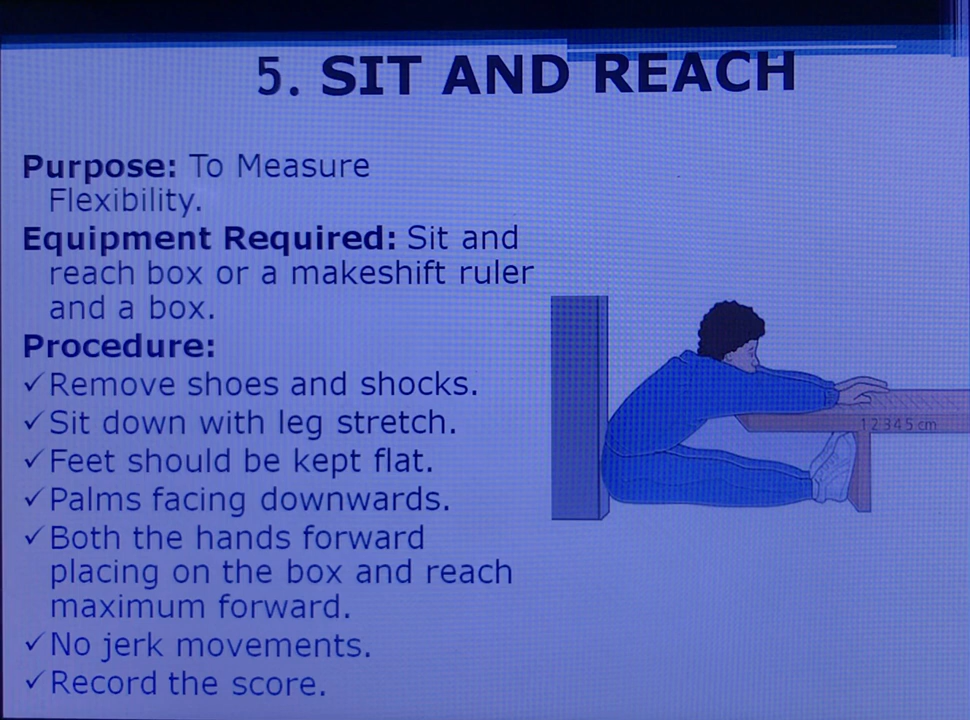 5. SIT AND REACH
Purpose: To Measure
Flexibility.
Equipment Required: Sit and
reach box or a makeshift ruler
and a box.
Procedure:
✓Remove shoes and shocks.
✓Sit down with leg stretch.
✓Feet should be kept flat.
✓Palms facing downwards.
✓Both the hands forward
placing on the box and reach
maximum forward.
✓No jerk movements.
✓Record the score.
1 2 3 4 5 cm